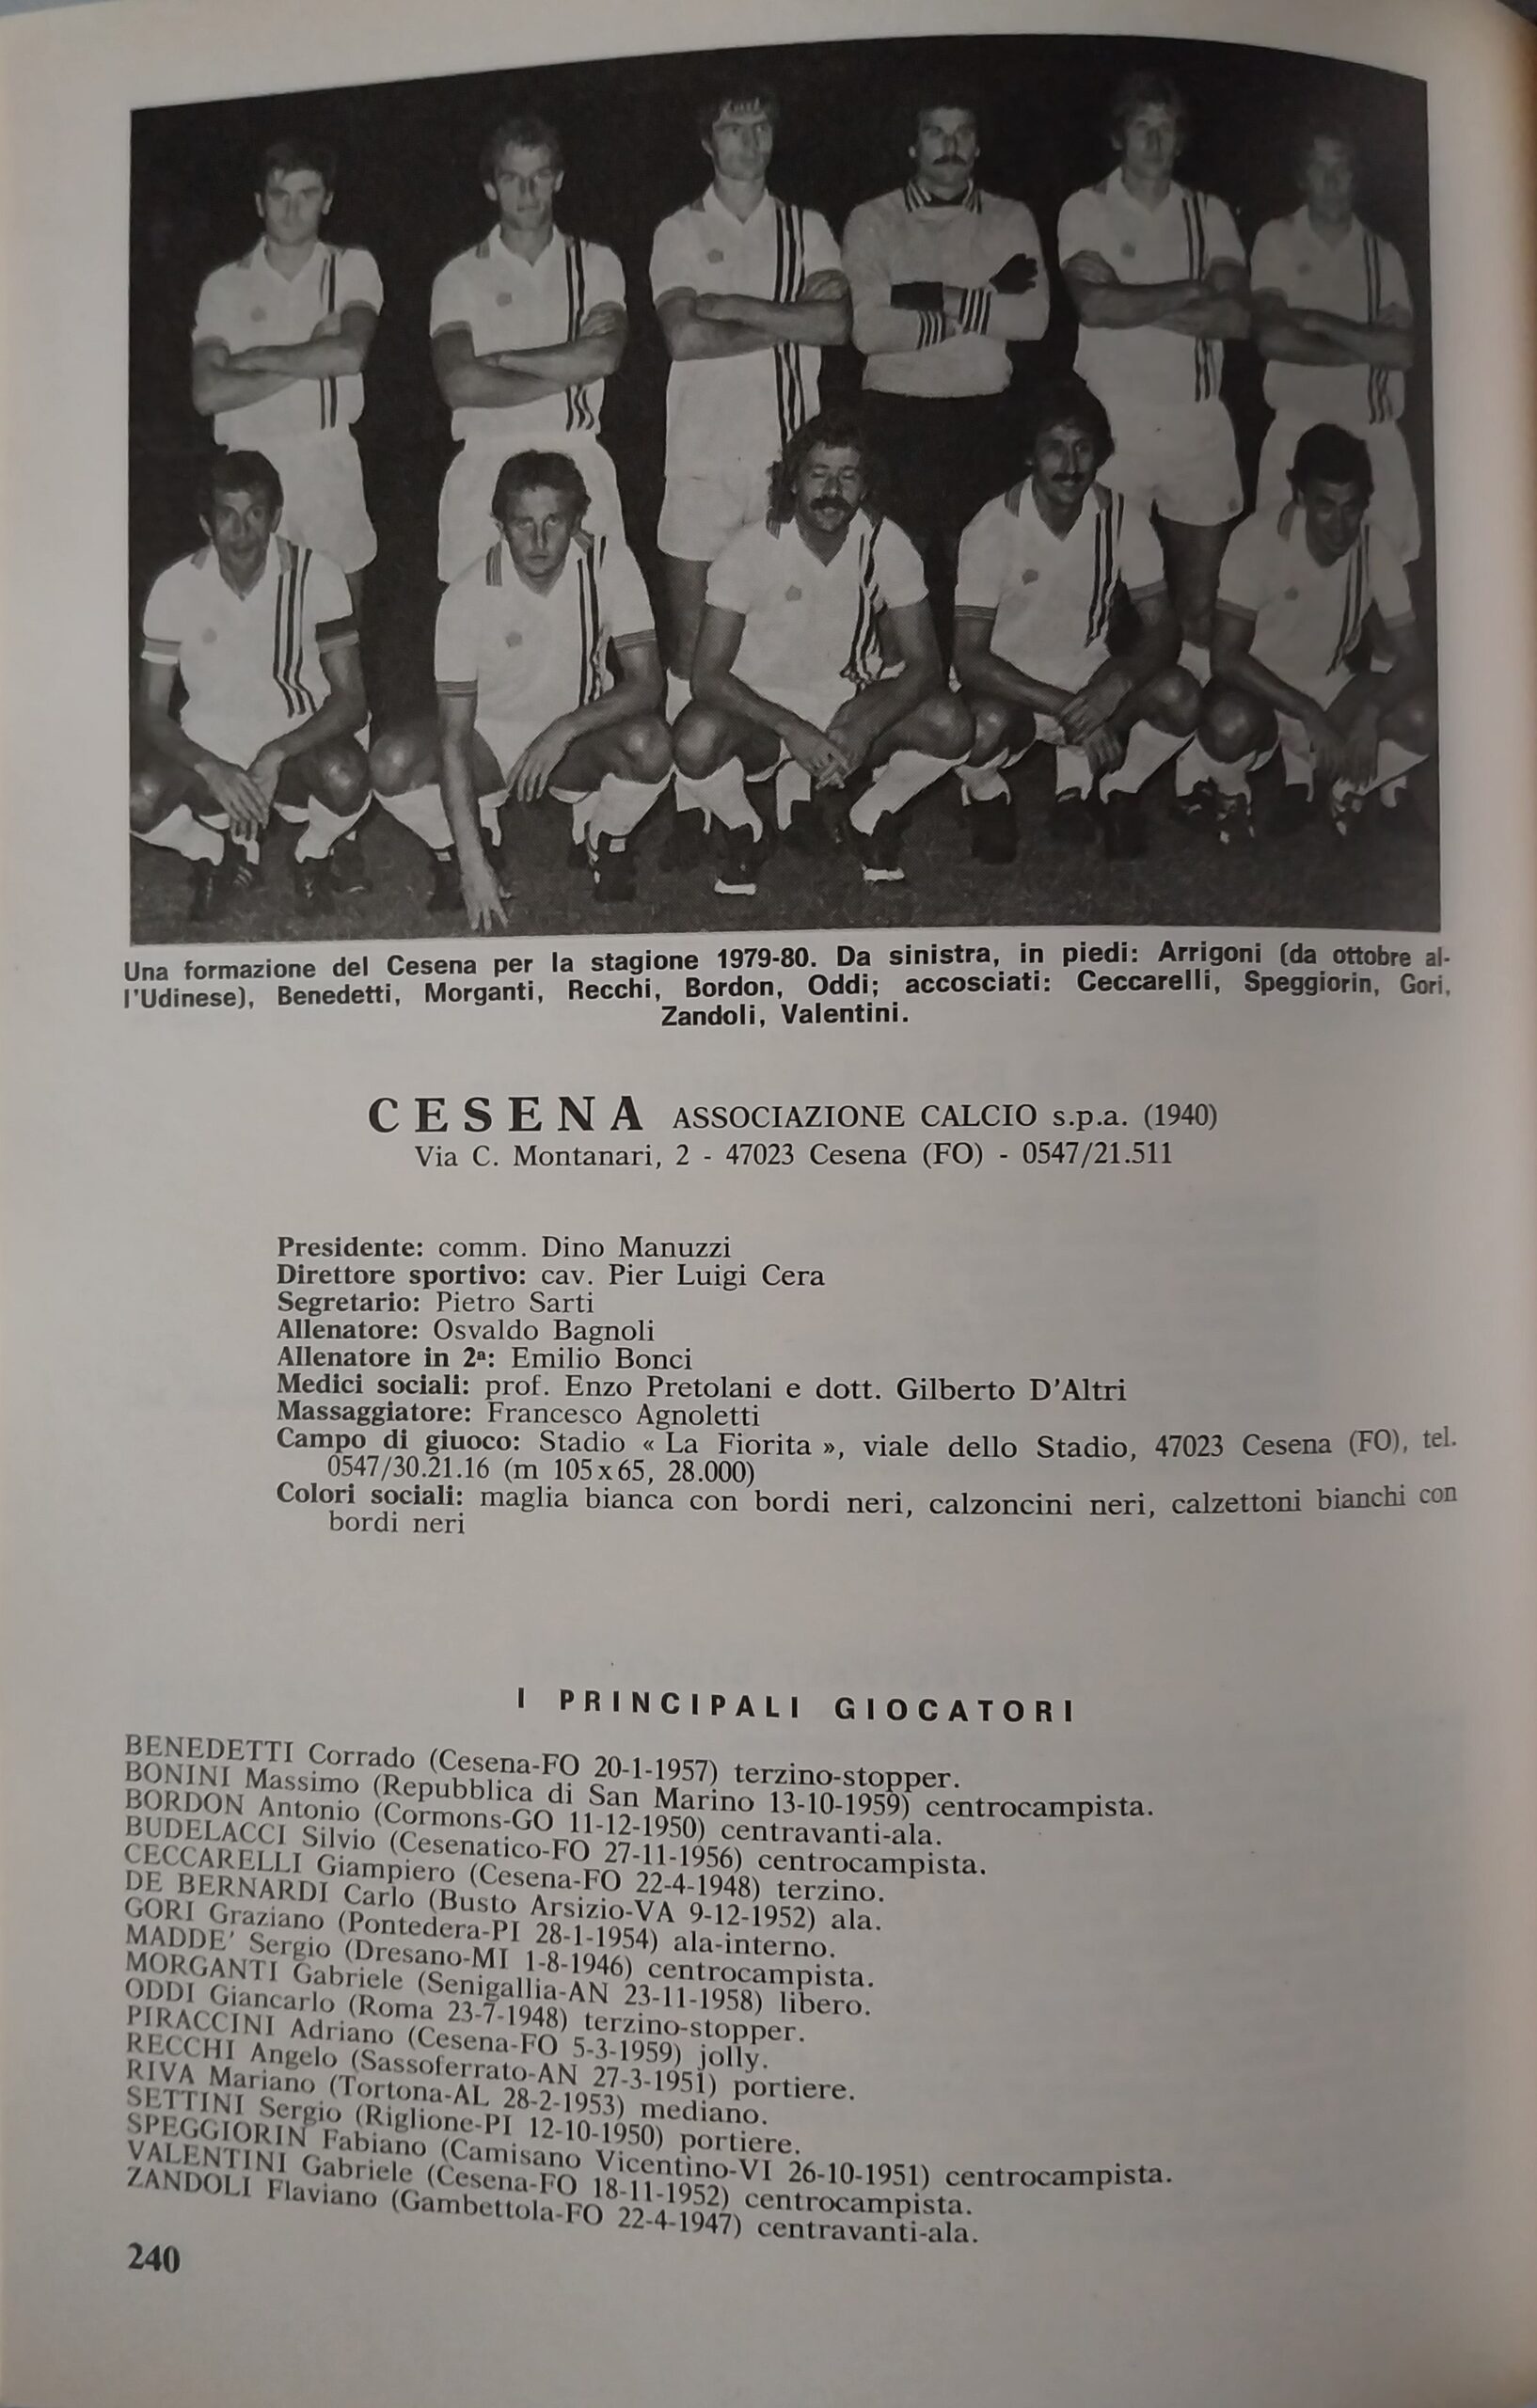 Una formazione del Cesena per la stagione 1979-80. Da sinistra, in piedi: Arrigoni (da ottobre al-
l'Udinese), Benedetti, Morganti, Recchi, Bordon, Oddi; accosciati: Ceccarelli, Speggiorin, Gori,
Zandoli, Valentini.
CESENA ASSOCIAZIONE CALCIO s.p.a. (1940)
Via C. Montanari, 2 - 47023 Cesena (FO) - 0547/21.511
Presidente: comm. Dino Manuzzi
Direttore sportivo: cav. Pier Luigi Cera
Segretario: Pietro Sarti
Allenatore: Osvaldo Bagnoli
Allenatore in 2ª: Emilio Bonci
Medici sociali: prof. Enzo Pretolani e dott. Gilberto D'Altri
Massaggiatore: Francesco Agnoletti
Campo di giuoco: Stadio « La Fiorita », viale dello Stadio, 47023 Cesena (FO), tel.
0547/30.21.16 (m 105x65, 28.000)
Colori sociali: maglia bianca con bordi neri, calzoncini neri, calzettoni bianchi con
bordi neri
I PRINCIPALI GIOCATORI
BENEDETTI Corrado (Cesena-FO 20-1-1957) terzino-stopper.
BONINI Massimo (Repubblica di San Marino 13-10-1959) centrocampista.
BORDON Antonio (Cormons-GO 11-12-1950) centravanti-ala.
BUDELACCI Silvio (Cesenatico-FO 27-11-1956) centrocampista.
CECCARELLI Giampiero (Cesena-FO 22-4-1948) terzino.
DE BERNARDI Carlo (Busto Arsizio-VA 9-12-1952) ala.
GORI Graziano (Pontedera-PI 28-1-1954) ala-interno.
MADDE' Sergio (Dresano-MI 1-8-1946) centrocampista.
MORGANTI Gabriele (Senigallia-AN 23-11-1958) libero.
ODDI Giancarlo (Roma 23-7-1948) terzino-stopper.
PIRACCINI Adriano (Cesena-FO 5-3-1959) jolly.
RECCHI Angelo (Sassoferrato-AN 27-3-1951) portiere.
RIVA Mariano (Tortona-AL 28-2-1953) mediano.
SETTINI Sergio (Riglione-PI 12-10-1950) portiere.
SPEGGIORIN Fabiano (Camisano Vicentino-VI 26-10-1951) centrocampista.
VALENTINI Gabriele (Cesena-FO 18-11-1952) centrocampista.
ZANDOLI Flaviano (Gambettola-FO 22-4-1947) centravanti-ala.
240